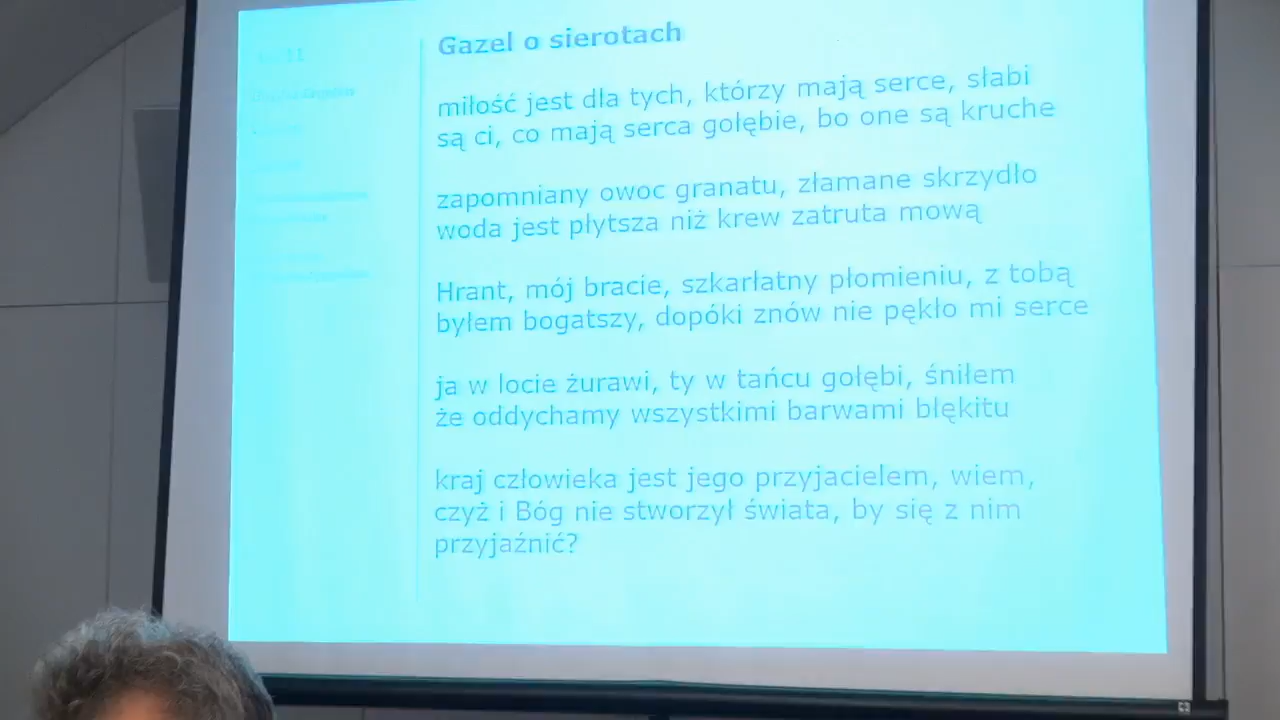 Gazel o sierotach
miłość jest dla tych, którzy mają serce, słabi
są ci, co mają serca gołębie, bo one są kruche
zapomniany owoc granatu, złamane skrzydło
woda jest płytsza niż krew zatruta mową
Hrant, mój bracie, szkarłatny płomieniu, z tobą
byłem bogatszy, dopóki znów nie pękło mi serce
ja w locie żurawi, ty w tańcu gołębi, śniłem
że oddychamy wszystkimi barwami błękitu
kraj człowieka jest jego przyjacielem, wiem,
czyż i Bóg nie stworzył świata, by się z nim
przyjaźnić?